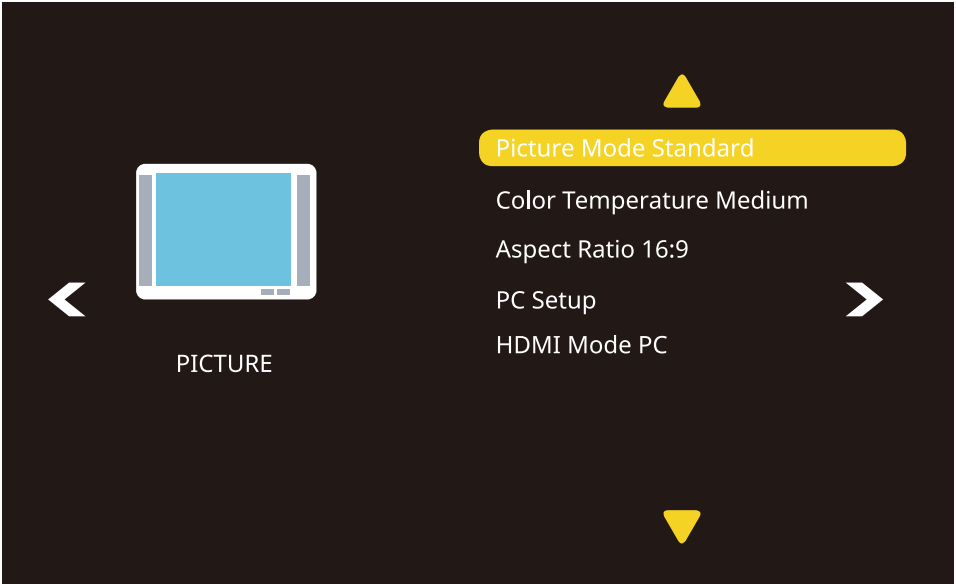 Picture Mode Standard
Color Temperature Medium
Aspect Ratio 16:9
PC Setup
HDMI Mode PC
PICTURE